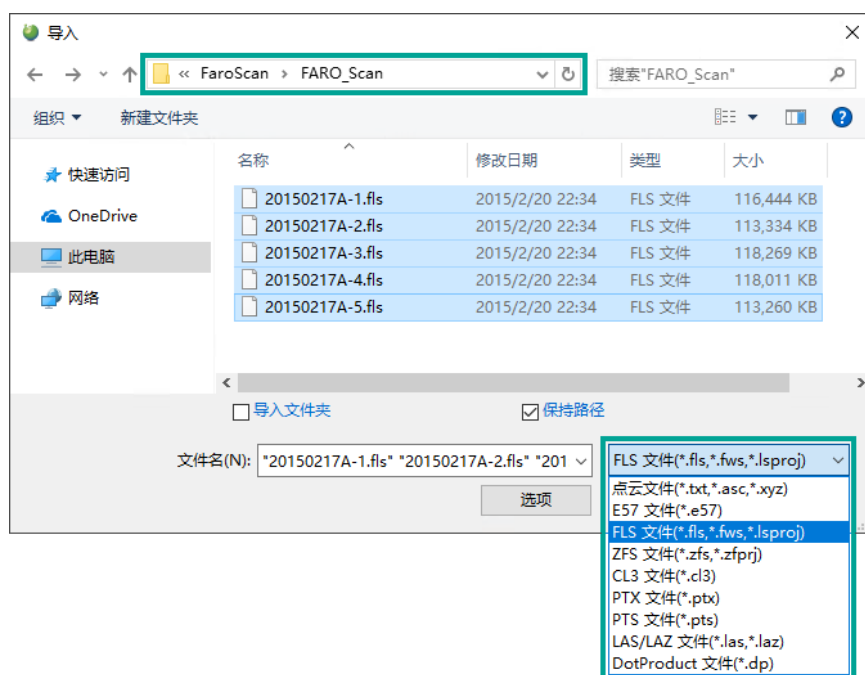 导入
« FaroScan › FARO_Scan
搜索"FARO_Scan"
组织 新建文件夹
名称 修改日期 类型 大小
快速访问
OneDrive
此电脑
网络
20150217A-1.fls 2015/2/20 22:34 FLS 文件 116,444 KB
20150217A-2.fls 2015/2/20 22:34 FLS 文件 113,334 KB
20150217A-3.fls 2015/2/20 22:34 FLS 文件 118,269 KB
20150217A-4.fls 2015/2/20 22:34 FLS 文件 118,011 KB
20150217A-5.fls 2015/2/20 22:34 FLS 文件 113,260 KB
导入文件夹 保持路径
文件名(N): "20150217A-1.fls" "20150217A-2.fls" "201
FLS 文件(*.fls,*.fws,*.lsproj)
选项
点云文件(*.txt,*.asc,*.xyz)
E57 文件(*.e57)
FLS 文件(*.fls,*.fws,*.lsproj)
ZFS 文件(*.zfs,*.zfprj)
CL3 文件(*.cl3)
PTX 文件(*.ptx)
PTS 文件(*.pts)
LAS/LAZ 文件(*.las,*.laz)
DotProduct 文件(*.dp)